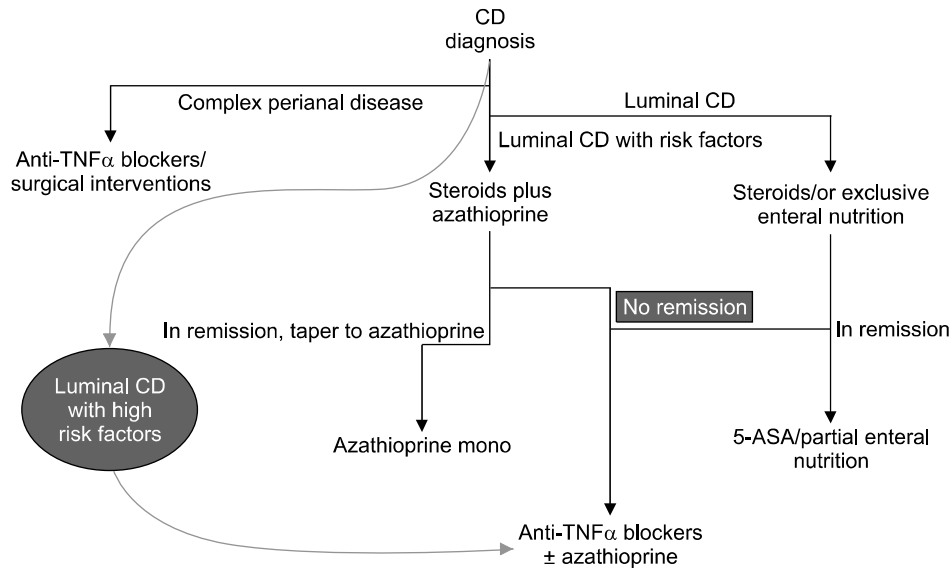 CD
diagnosis
Complex perianal disease
Luminal CD
Luminal CD with risk factors
Anti-TNFα blockers/
surgical interventions
Steroids plus
azathioprine
Steroids/or exclusive
enteral nutrition
No remission
In remission, taper to azathioprine
In remission
Luminal CD
with high
risk factors
Azathioprine mono
5-ASA/partial enteral
nutrition
Anti-TNFα blockers
± azathioprine